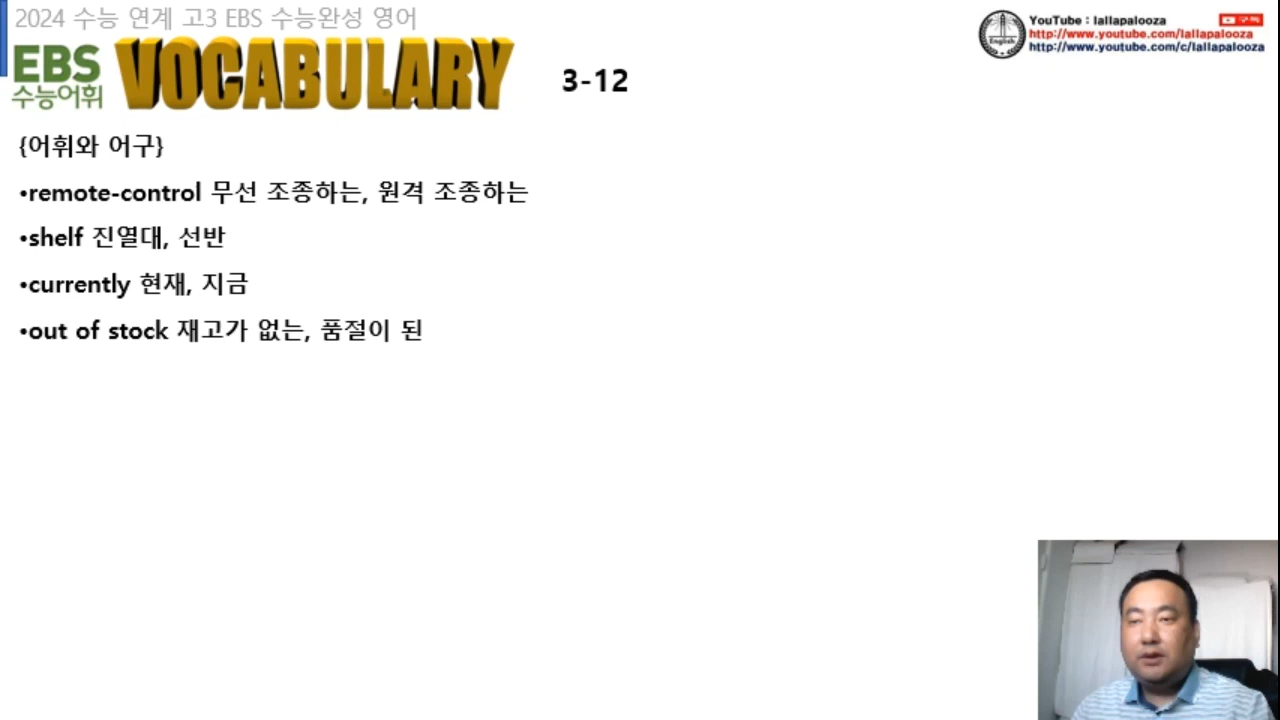 2024 수능 연계 고3 EBS 수능완성 영어
EBS
수능어휘
VOCABULARY
3-12
English
YouTube : lallapalooza
구독
http://www.youtube.com/lallapalooza
http://www.youtube.com/c/lallapalooza
{어휘와 어구}
•remote-control 무선 조종하는, 원격 조종하는
•shelf 진열대, 선반
•currently 현재, 지금
•out of stock 재고가 없는, 품절이 된